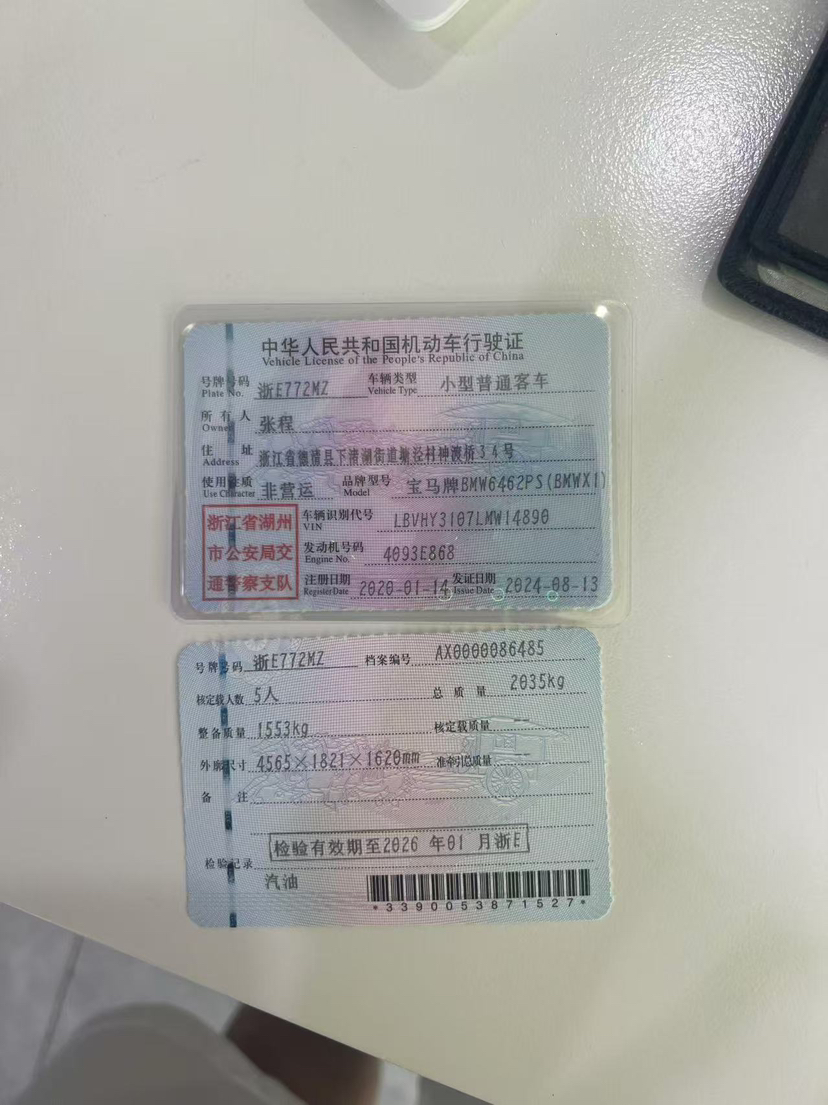 中华人民共和国机动车行驶证
Vehicle License of the People's Republic of China
号牌号码 浙E772MZ 车辆类型 小型普通客车
Plate No. Vehicle Type
所有人 张程
Owner
住址 浙江省德清县下渚湖街道塘泾村神渡桥34号
Address
使用性质 非营运 品牌型号 宝马牌BMW6462PS(BMWX1)
Use Character Model
浙江省湖州
市公安局交
通警察支队
车辆识别代号 LBVHY3107LMW14890
VIN
发动机号码 4093E868
Engine No.
注册日期 2020-01-14 发证日期 2024-08-13
Register Date Issue Date
号牌号码 浙E772MZ 档案编号 AX0000086485
核定载人数 5人 总质量 2035kg
整备质量 1553kg 核定载质量 --
外廓尺寸 4565×1821×1620mm 准牵引总质量 --
备注
检验有效期至2026 年01 月浙E
检验记录
汽油
*3390053871527*